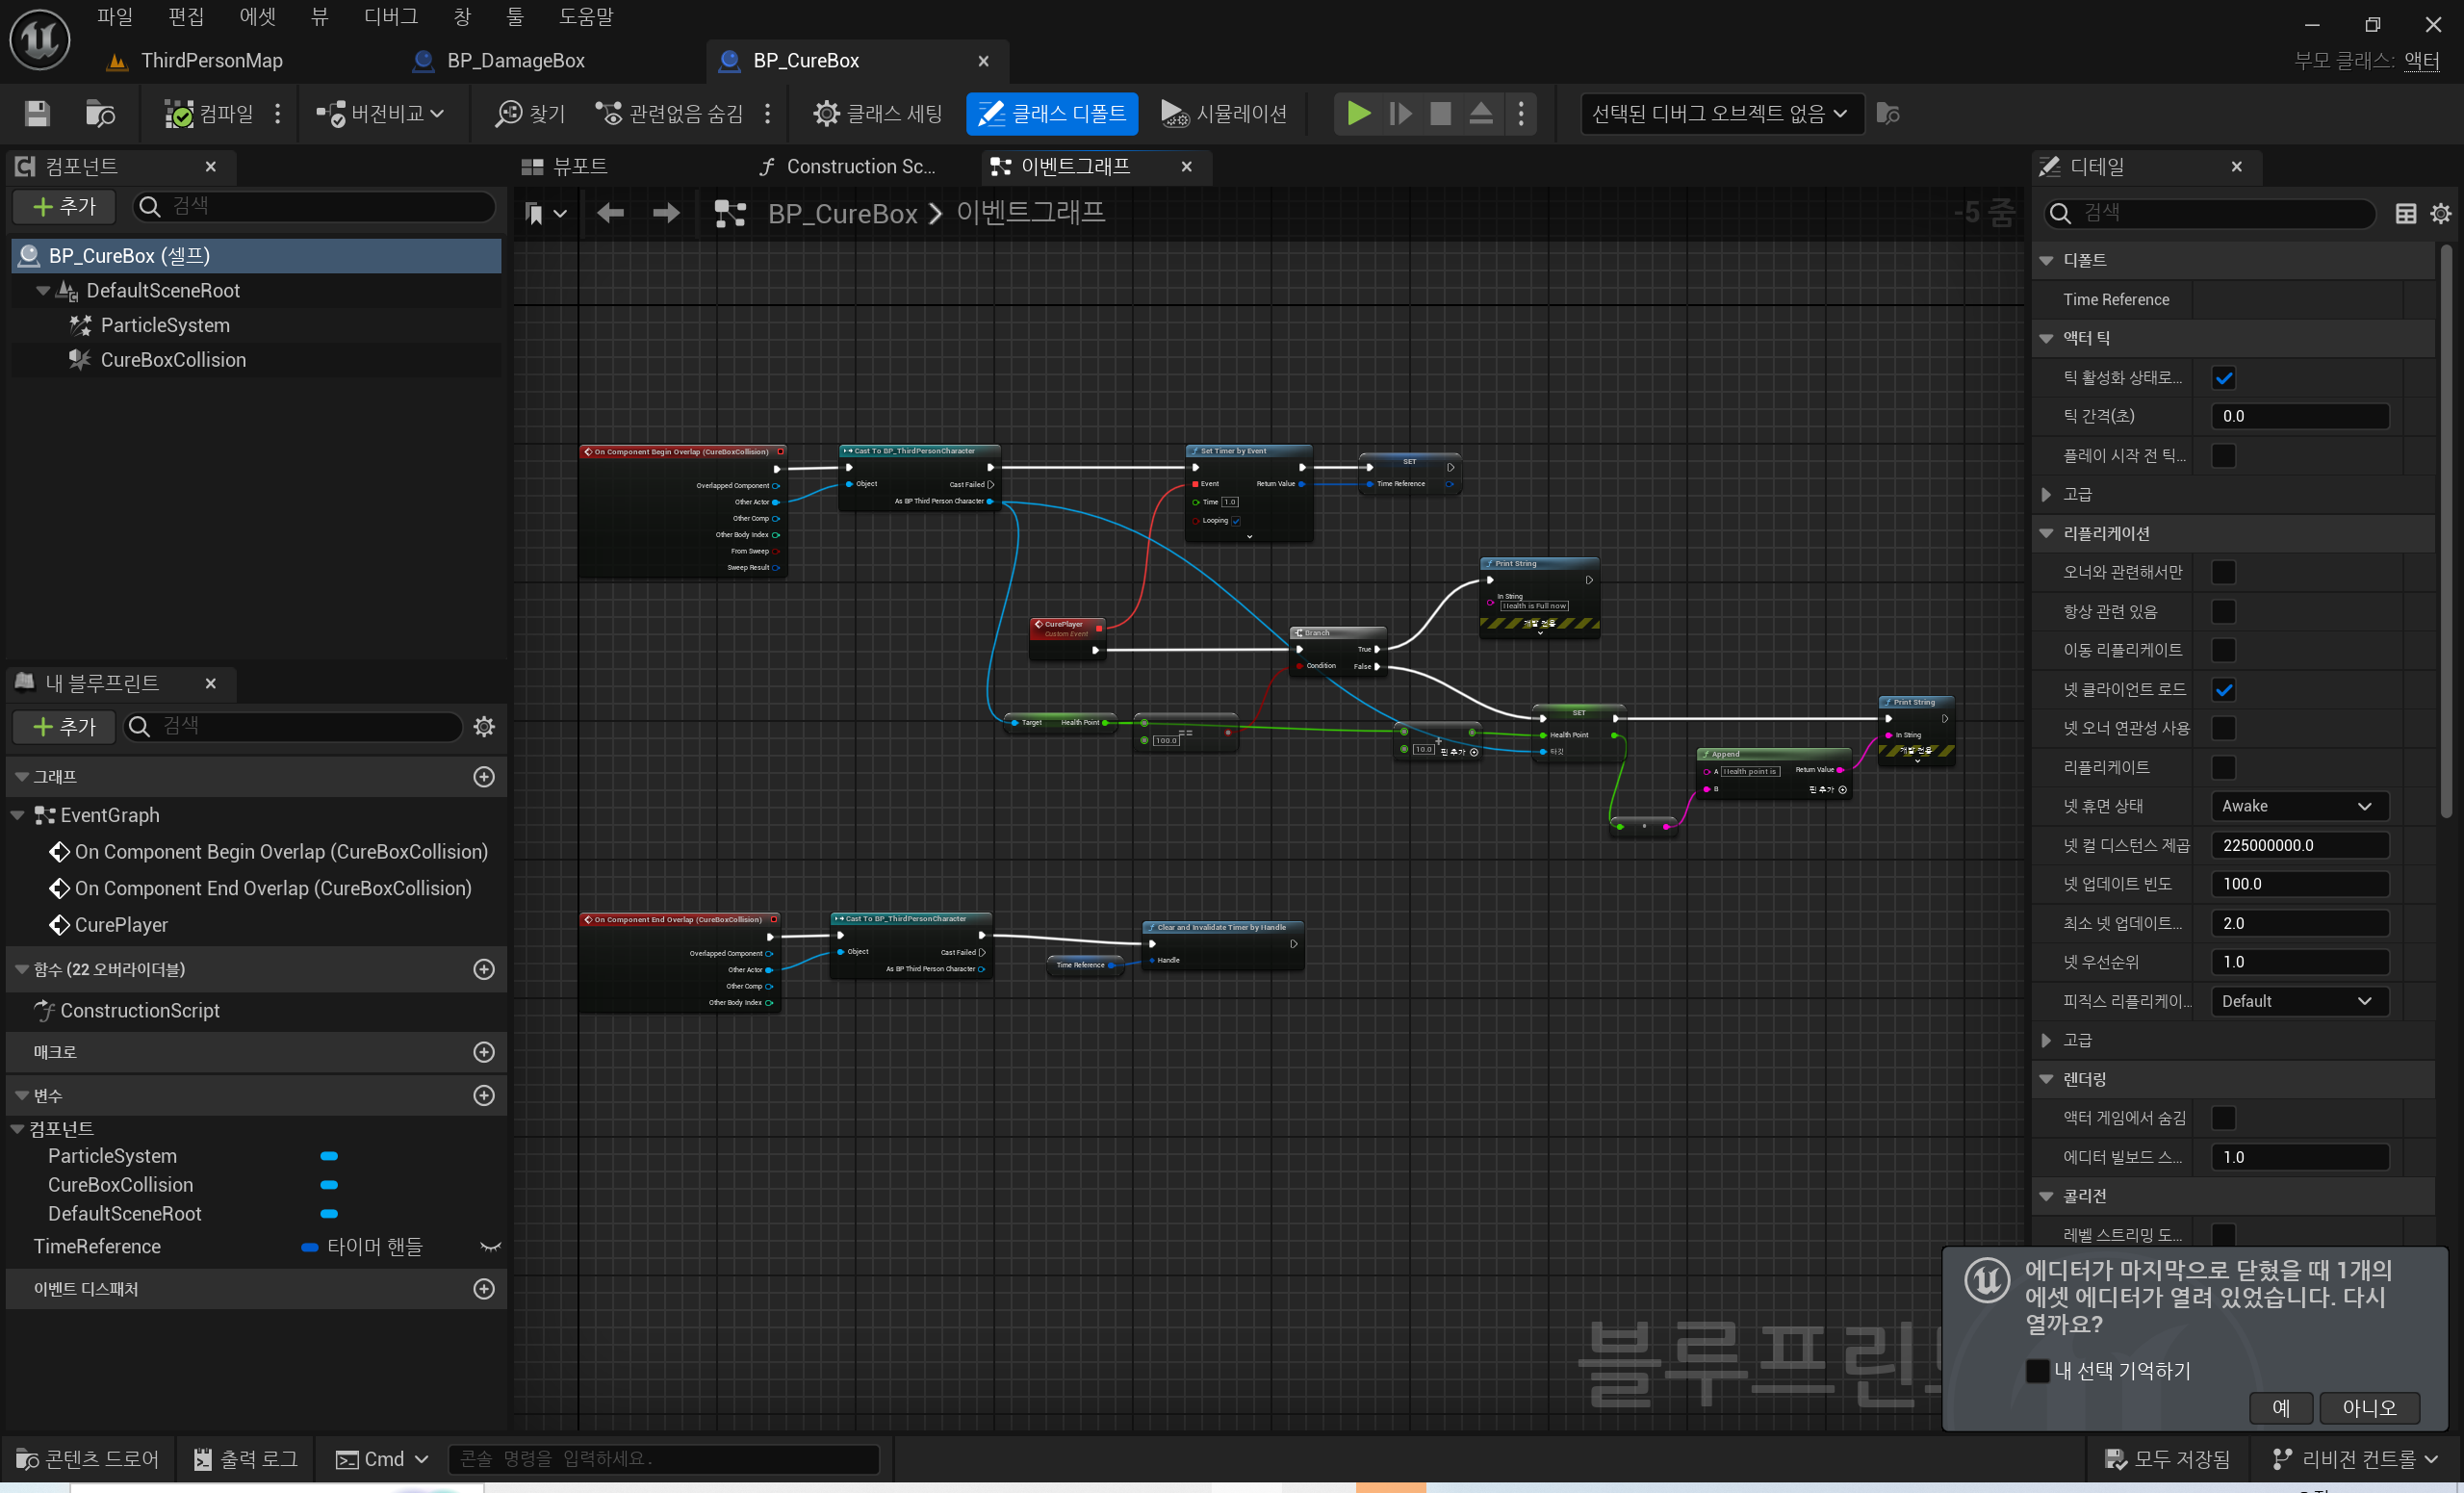 파일 편집 에셋 뷰 디버그 창 툴 도움말
ThirdPersonMap BP_DamageBox BP_CureBox
부모 클래스: 액터
컴파일 버전비교 찾기 관련없음 숨김 클래스 세팅 클래스 디폴트 시뮬레이션 선택된 디버그 오브젝트 없음
컴포넌트
추가 검색
BP_CureBox (셀프)
DefaultSceneRoot
ParticleSystem
CureBoxCollision
내 블루프린트
추가 검색
그래프
EventGraph
On Component Begin Overlap (CureBoxCollision)
On Component End Overlap (CureBoxCollision)
CurePlayer
함수 (22 오버라이더블)
ConstructionScript
매크로
변수
컴포넌트
ParticleSystem
CureBoxCollision
DefaultSceneRoot
TimeReference 타이머 핸들
이벤트 디스패처
뷰포트 Construction Sc... 이벤트그래프
BP_CureBox 이벤트그래프
-5 줌
On Component Begin Overlap (CureBoxCollision)
Overlapped Component
Other Actor
Other Comp
Other Body Index
From Sweep
Sweep Result
Cast To BP_ThirdPersonCharacter
Object
Cast Failed
As BP Third Person Character
Set Timer by Event
Event Return Value
Time 1.0
Looping
SET
Time Reference
Print String
In String
Health is Full now
개발 전용
CurePlayer
Custom Event
Branch
True
Condition False
Target Health Point
==
100.0
+
10.0 핀 추가
SET
Health Point
타깃
Print String
In String
개발 전용
Append
A Health point is Return Value
B 핀 추가
On Component End Overlap (CureBoxCollision)
Overlapped Component
Other Actor
Other Comp
Other Body Index
Cast To BP_ThirdPersonCharacter
Object
Cast Failed
As BP Third Person Character
Time Reference
Clear and Invalidate Timer by Handle
Handle
블루프린
디테일
검색
디폴트
Time Reference
액터 틱
틱 활성화 상태로...
틱 간격(초) 0.0
플레이 시작 전 틱...
고급
리플리케이션
오너와 관련해서만
항상 관련 있음
이동 리플리케이트
넷 클라이언트 로드
넷 오너 연관성 사용
리플리케이트
넷 휴면 상태 Awake
넷 컬 디스턴스 제곱 225000000.0
넷 업데이트 빈도 100.0
최소 넷 업데이트... 2.0
넷 우선순위 1.0
피직스 리플리케이... Default
고급
렌더링
액터 게임에서 숨김
에디터 빌보드 스... 1.0
콜리전
레벨 스트리밍 도...
에디터가 마지막으로 닫혔을 때 1개의
에셋 에디터가 열려 있었습니다. 다시
열까요?
내 선택 기억하기
예 아니오
콘텐츠 드로어 출력 로그 Cmd 콘솔 명령을 입력하세요. 모두 저장됨 리비전 컨트롤